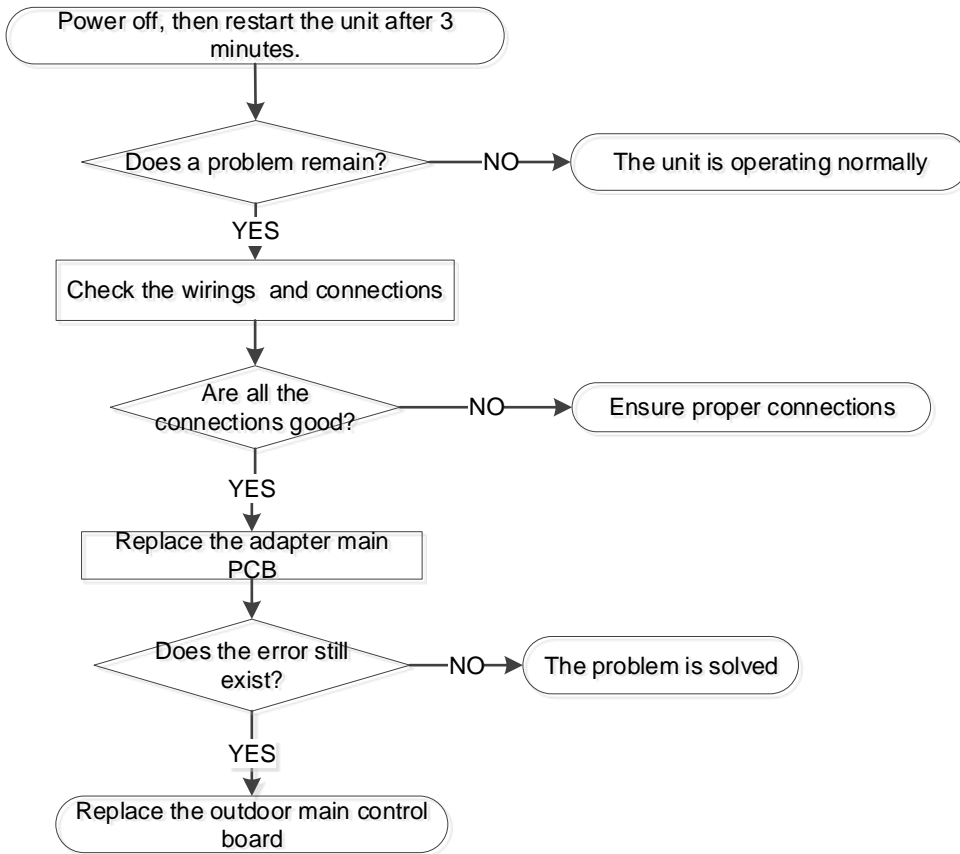 Power off, then restart the unit after 3
minutes.
Does a problem remain?
NO
The unit is operating normally
YES
Check the wirings  and connections
Are all the
connections good?
NO
Ensure proper connections
YES
Replace the adapter main
PCB
Does the error still
exist?
NO
The problem is solved
YES
Replace the outdoor main control
board